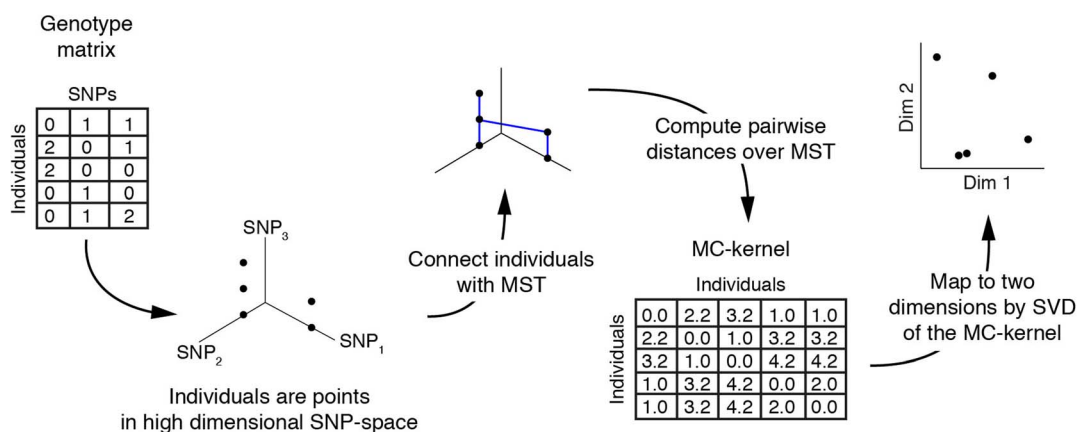 Genotype
matrix
SNPs
Individuals
0 1 1
2 0 1
2 0 0
0 1 0
0 1 2
SNP3
SNP2
SNP1
Individuals are points
in high dimensional SNP-space
Connect individuals
with MST
Compute pairwise
distances over MST
MC-kernel
Individuals
Individuals
0.0 2.2 3.2 1.0 1.0
2.2 0.0 1.0 3.2 3.2
3.2 1.0 0.0 4.2 4.2
1.0 3.2 4.2 0.0 2.0
1.0 3.2 4.2 2.0 0.0
Dim 2
Dim 1
Map to two
dimensions by SVD
of the MC-kernel